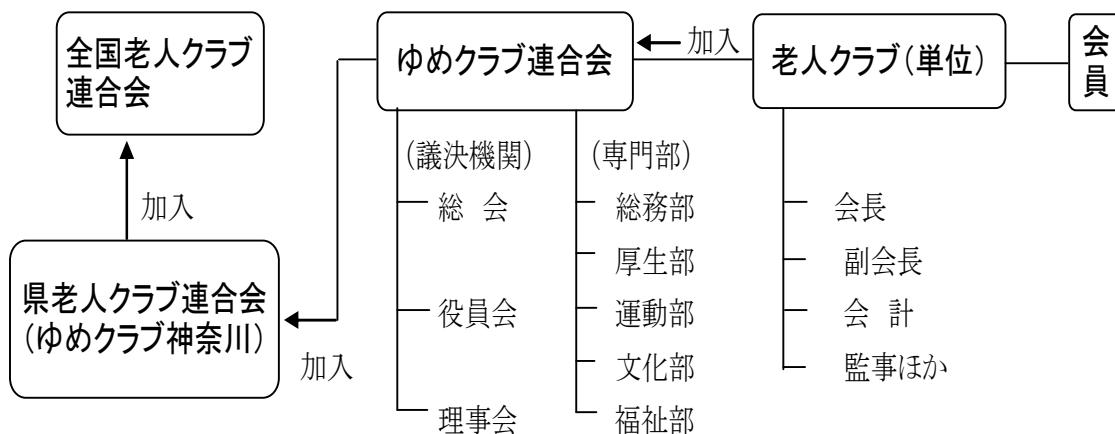 全国老人クラブ
連合会
加入
県老人クラブ連合会
(ゆめクラブ神奈川)
加入
ゆめクラブ連合会
(議決機関)
総 会
役員会
理事会
(専門部)
総務部
厚生部
運動部
文化部
福祉部
加入
老人クラブ(単位)
会長
副会長
会 計
監事ほか
会員